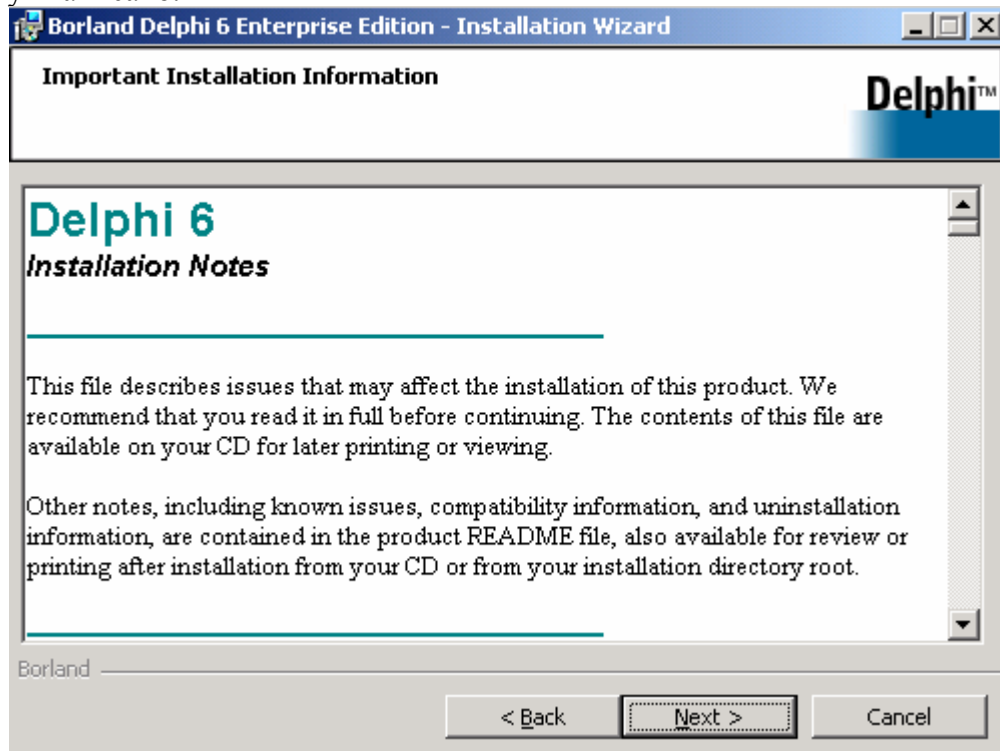 Borland Delphi 6 Enterprise Edition - Installation Wizard
Important Installation Information
Delphi™
Delphi 6
Installation Notes
This file describes issues that may affect the installation of this product. We
recommend that you read it in full before continuing. The contents of this file are
available on your CD for later printing or viewing.
Other notes, including known issues, compatibility information, and uninstallation
information, are contained in the product README file, also available for review or
printing after installation from your CD or from your installation directory root.
Borland
< Back
Next >
Cancel